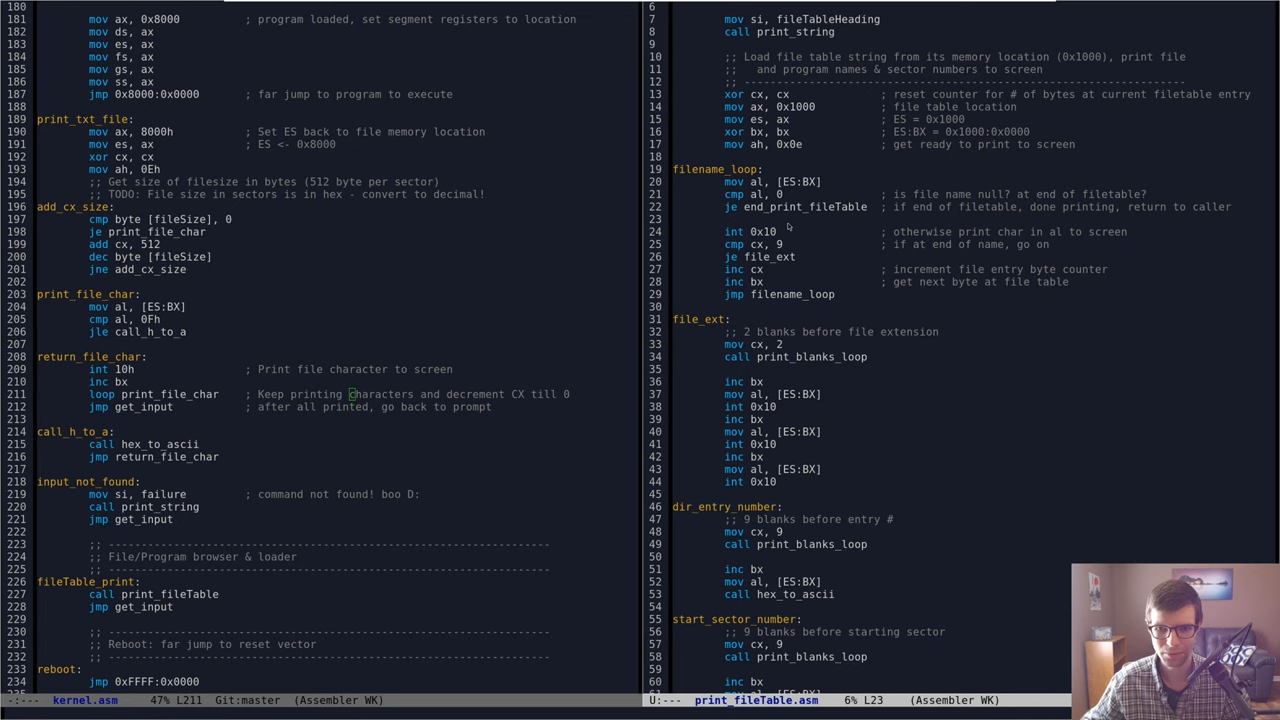 180
181 mov ax, 0x8000 ; program loaded, set segment registers to location
182 mov ds, ax
183 mov es, ax
184 mov fs, ax
185 mov gs, ax
186 mov ss, ax
187 jmp 0x8000:0x0000 ; far jump to program to execute
188
189 print_txt_file:
190 mov ax, 8000h ; Set ES back to file memory location
191 mov es, ax ; ES <- 0x8000
192 xor cx, cx
193 mov ah, 0Eh
194 ;; Get size of filesize in bytes (512 byte per sector)
195 ;; TODO: File size in sectors is in hex - convert to decimal!
196 add_cx_size:
197 cmp byte [fileSize], 0
198 je print_file_char
199 add cx, 512
200 dec byte [fileSize]
201 jne add_cx_size
202
203 print_file_char:
204 mov al, [ES:BX]
205 cmp al, 0Fh
206 jle call_h_to_a
207
208 return_file_char:
209 int 10h ; Print file character to screen
210 inc bx
211 loop print_file_char ; Keep printing characters and decrement CX till 0
212 jmp get_input ; after all printed, go back to prompt
213
214 call_h_to_a:
215 call hex_to_ascii
216 jmp return_file_char
217
218 input_not_found:
219 mov si, failure ; command not found! boo D:
220 call print_string
221 jmp get_input
222
223 ;; ---------------------------------------------------------------------
224 ;; File/Program browser & loader
225 ;; ---------------------------------------------------------------------
226 fileTable_print:
227 call print_fileTable
228 jmp get_input
229
230 ;; ---------------------------------------------------------------------
231 ;; Reboot: far jump to reset vector
232 ;; ---------------------------------------------------------------------
233 reboot:
234 jmp 0xFFFF:0x0000
-:--- kernel.asm 47% L211 Git:master (Assembler WK)
6
7 mov si, fileTableHeading
8 call print_string
9
10 ;; Load file table string from its memory location (0x1000), print file
11 ;; and program names & sector numbers to screen
12 ;; ---------------------------------------------------------------------
13 xor cx, cx ; reset counter for # of bytes at current filetable entry
14 mov ax, 0x1000 ; file table location
15 mov es, ax ; ES = 0x1000
16 xor bx, bx ; ES:BX = 0x1000:0x0000
17 mov ah, 0x0e ; get ready to print to screen
18
19 filename_loop:
20 mov al, [ES:BX]
21 cmp al, 0 ; is file name null? at end of filetable?
22 je end_print_fileTable ; if end of filetable, done printing, return to caller
23
24 int 0x10 ; otherwise print char in al to screen
25 cmp cx, 9 ; if at end of name, go on
26 je file_ext
27 inc cx ; increment file entry byte counter
28 inc bx ; get next byte at file table
29 jmp filename_loop
30
31 file_ext:
32 ;; 2 blanks before file extension
33 mov cx, 2
34 call print_blanks_loop
35
36 inc bx
37 mov al, [ES:BX]
38 int 0x10
39 inc bx
40 mov al, [ES:BX]
41 int 0x10
42 inc bx
43 mov al, [ES:BX]
44 int 0x10
45
46 dir_entry_number:
47 ;; 9 blanks before entry #
48 mov cx, 9
49 call print_blanks_loop
50
51 inc bx
52 mov al, [ES:BX]
53 call hex_to_ascii
54
55 start_sector_number:
56 ;; 9 blanks before starting sector
57 mov cx, 9
58 call print_blanks_loop
59
60 inc bx
61 mov al, [ES:BX]
U:--- print_fileTable.asm 6% L23 (Assembler WK)